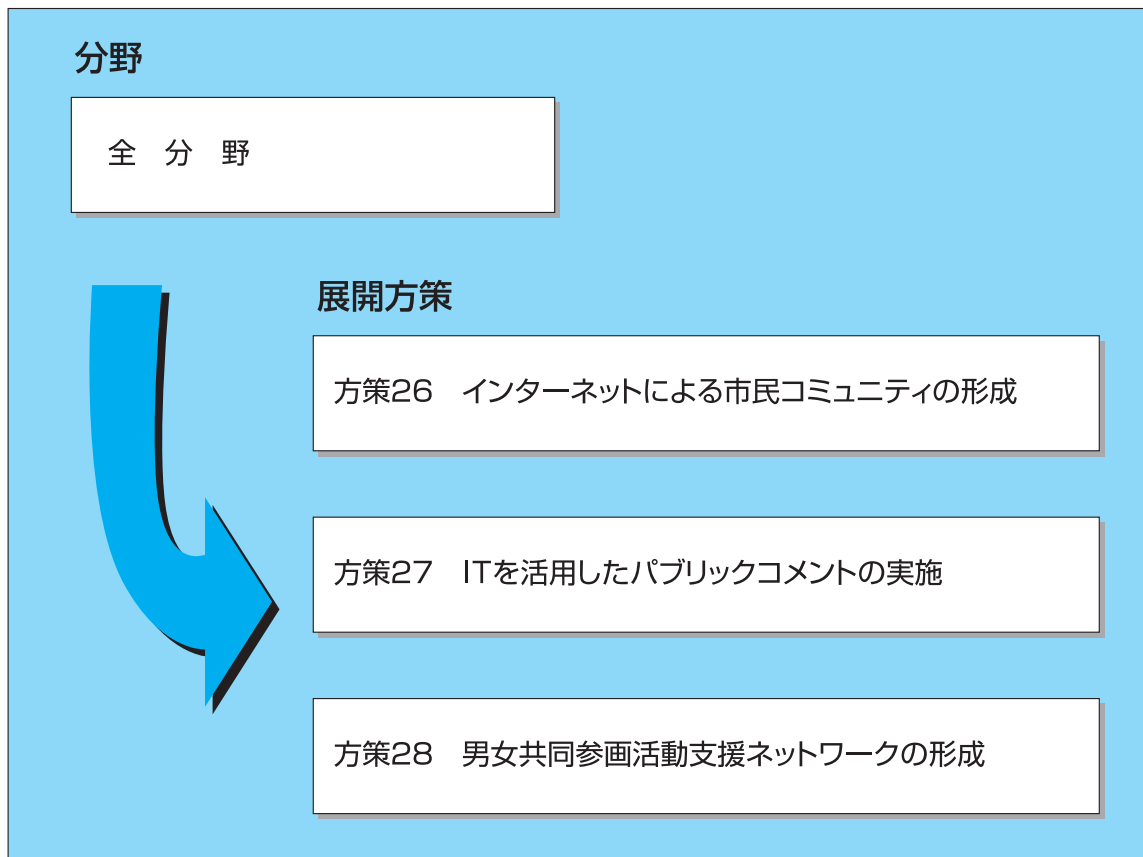 分野
全　分　野
展開方策
方策26　インターネットによる市民コミュニティの形成
方策27　ITを活用したパブリックコメントの実施
方策28　男女共同参画活動支援ネットワークの形成